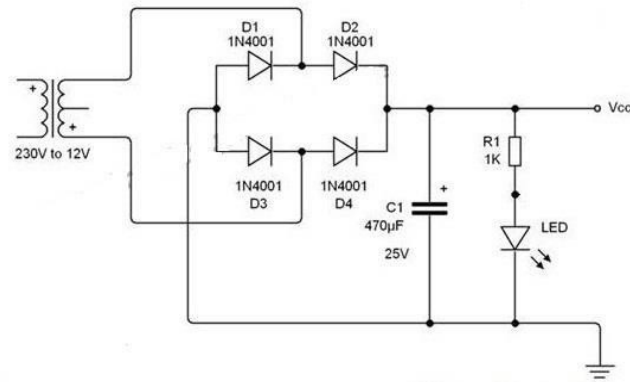 D1
1N4001
D2
1N4001
+
+
230V to 12V
1N4001
D3
1N4001
D4
Vcc
R1
1K
+
C1
470µF
25V
LED